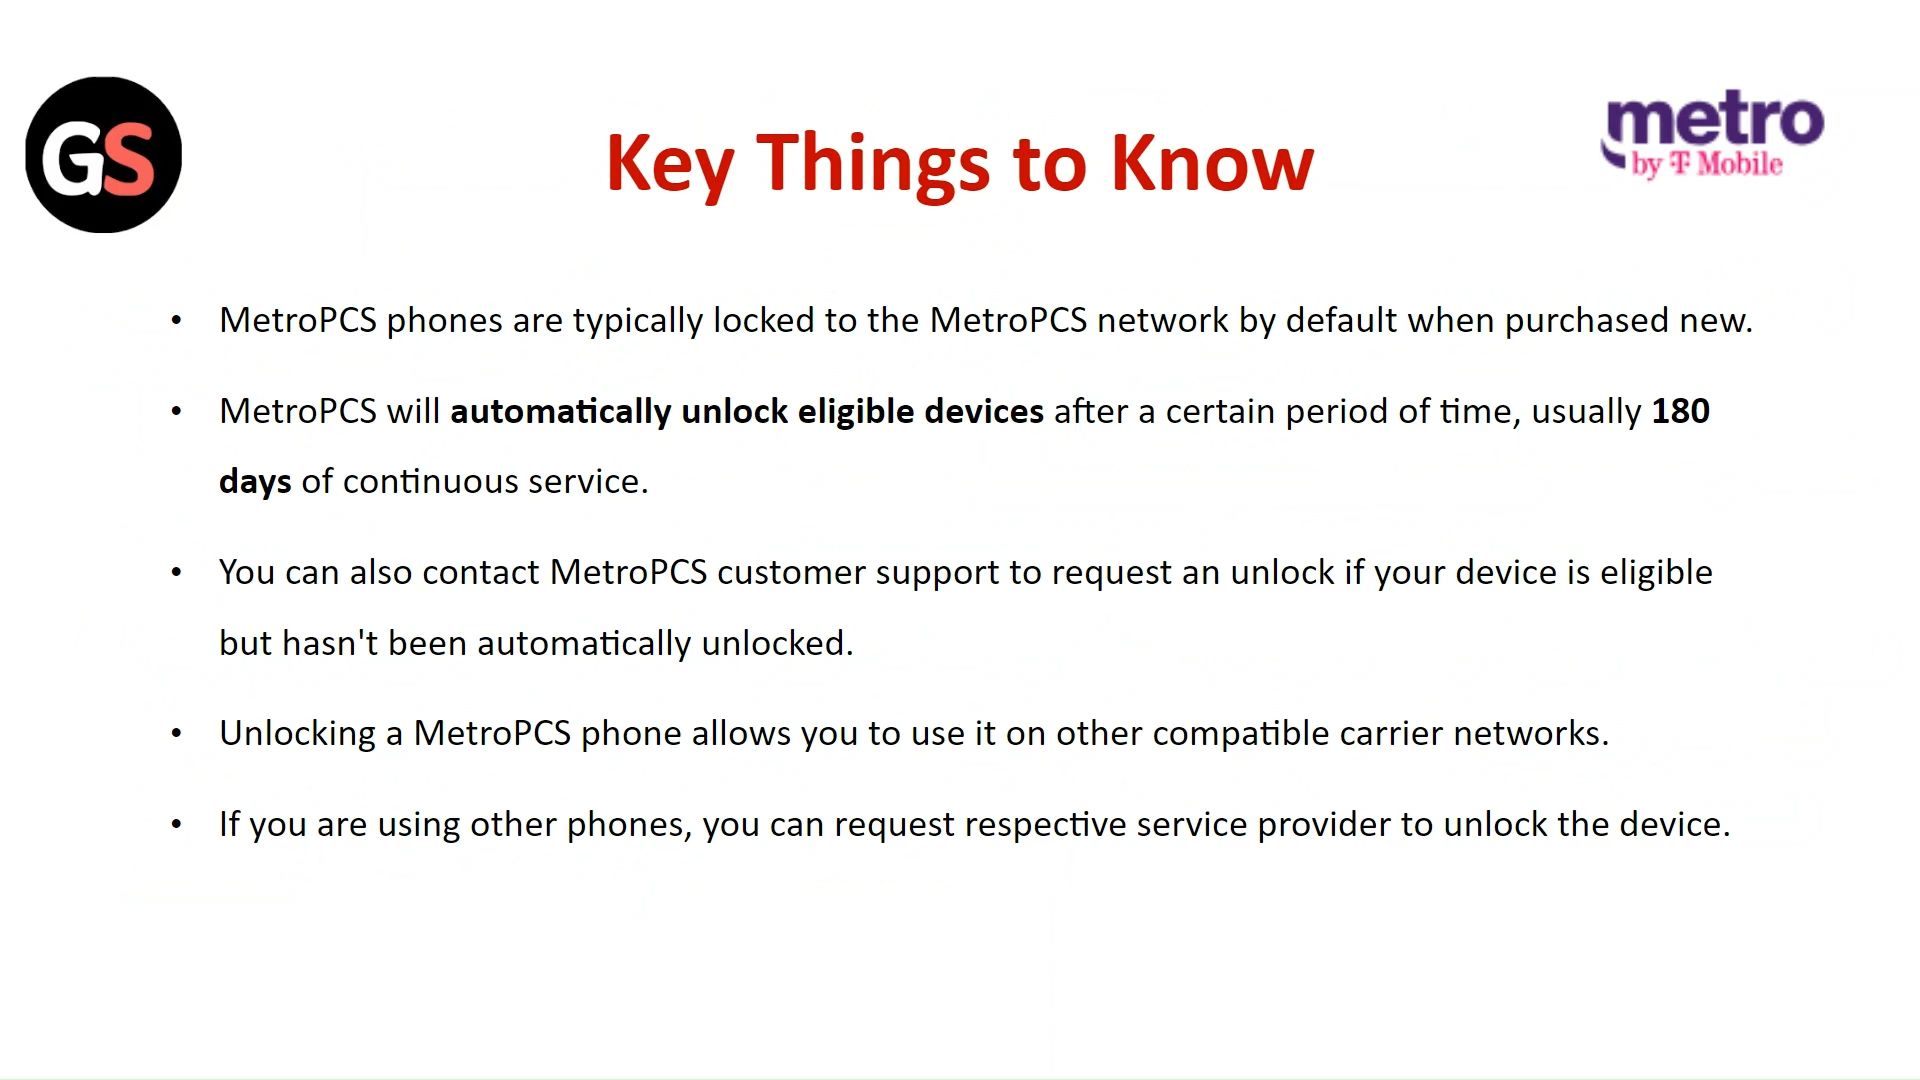 GS
metro
by T Mobile
Key Things to Know
• MetroPCS phones are typically locked to the MetroPCS network by default when purchased new.
• MetroPCS will automatically unlock eligible devices after a certain period of time, usually 180
days of continuous service.
• You can also contact MetroPCS customer support to request an unlock if your device is eligible
but hasn't been automatically unlocked.
• Unlocking a MetroPCS phone allows you to use it on other compatible carrier networks.
• If you are using other phones, you can request respective service provider to unlock the device.